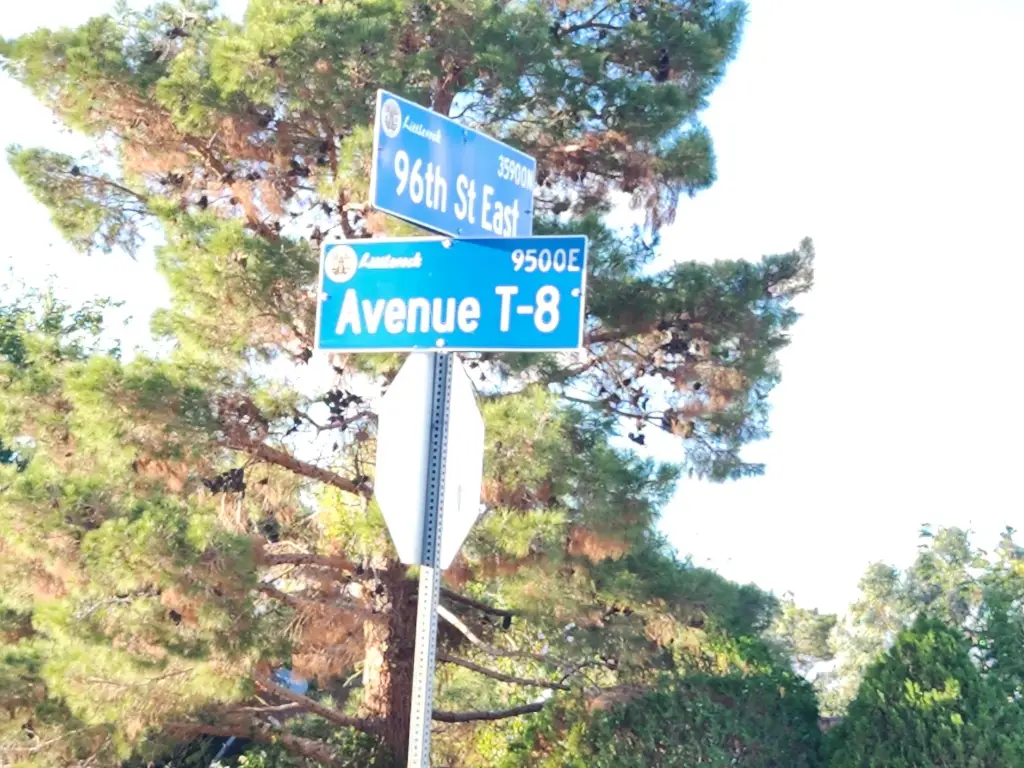 Littlerock
35900N
96th St East
Littlerock
9500E
Avenue T-8